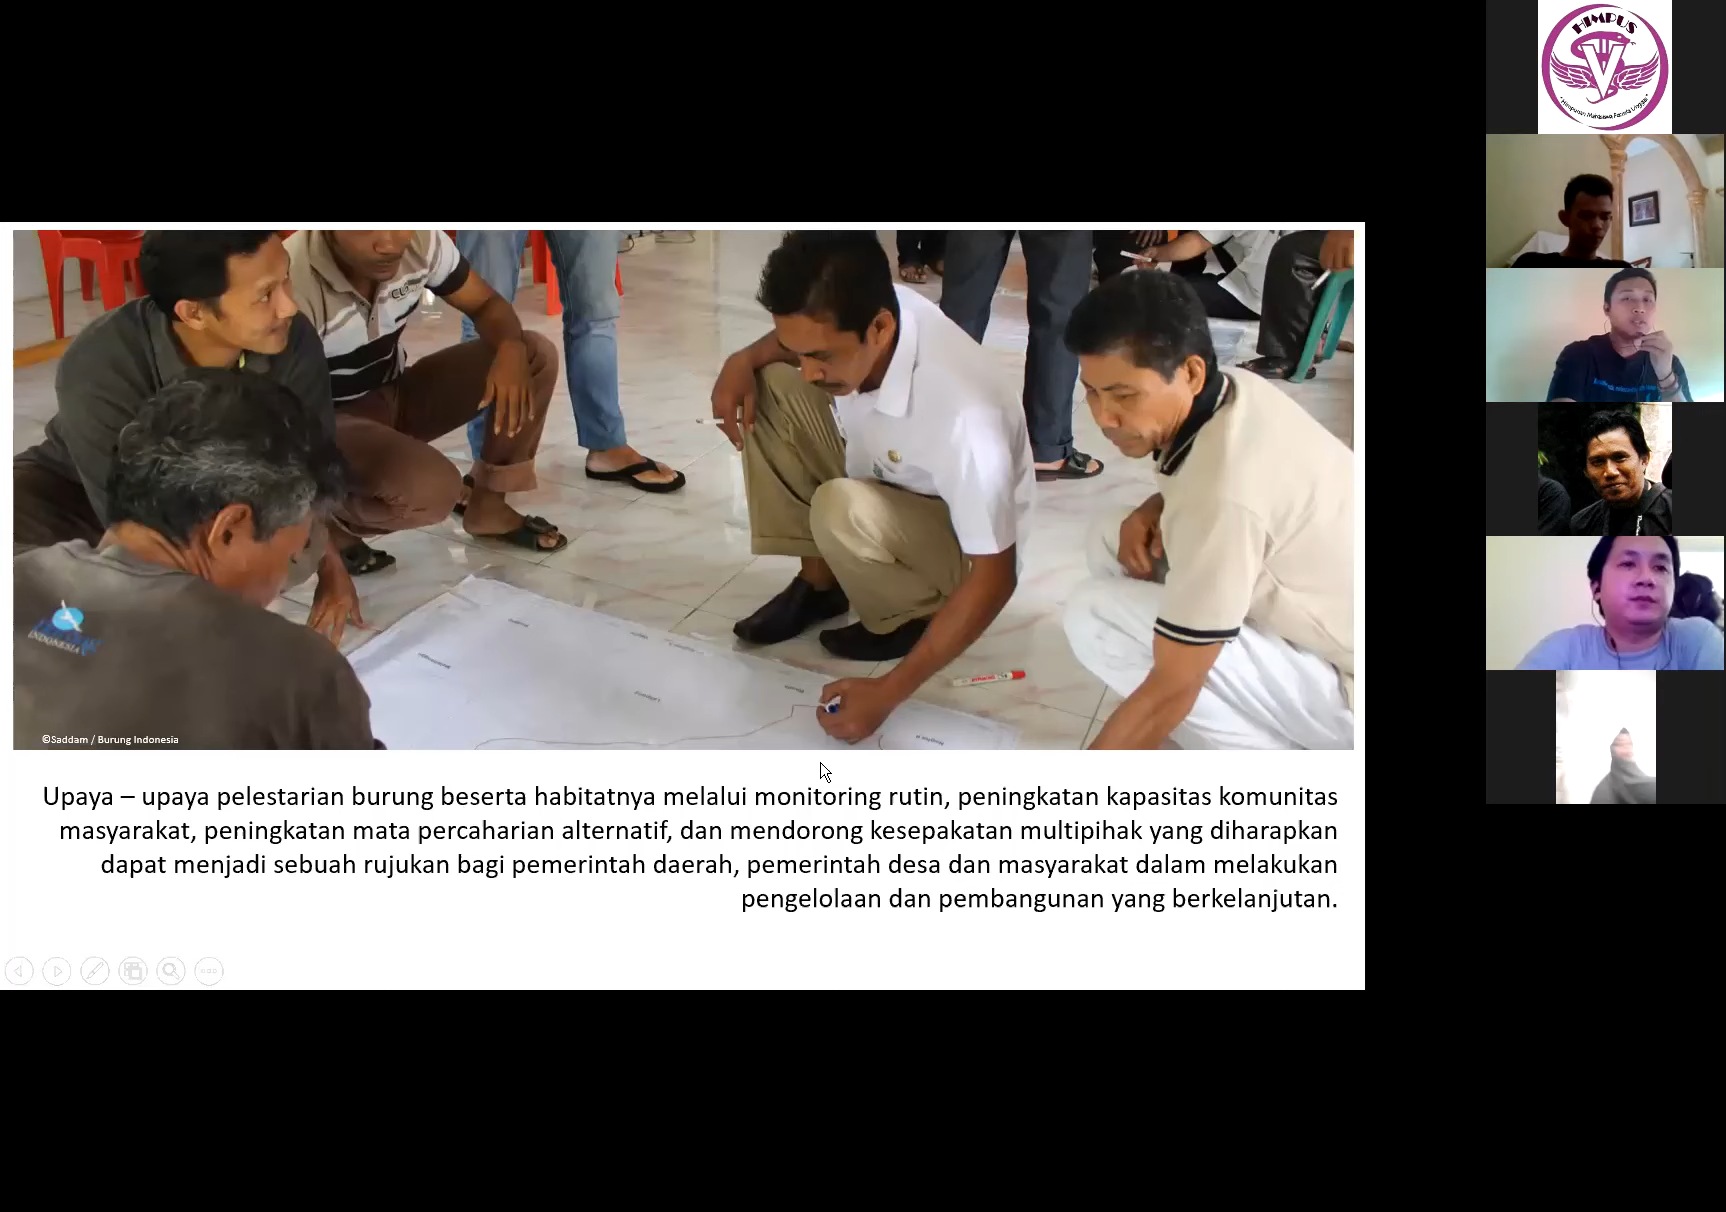 HIMPUS
V
INDONESIA
©Saddam / Burung Indonesia
Upaya – upaya pelestarian burung beserta habitatnya melalui monitoring rutin, peningkatan kapasitas komunitas
masyarakat, peningkatan mata percaharian alternatif, dan mendorong kesepakatan multipihak yang diharapkan
dapat menjadi sebuah rujukan bagi pemerintah daerah, pemerintah desa dan masyarakat dalam melakukan
pengelolaan dan pembangunan yang berkelanjutan.